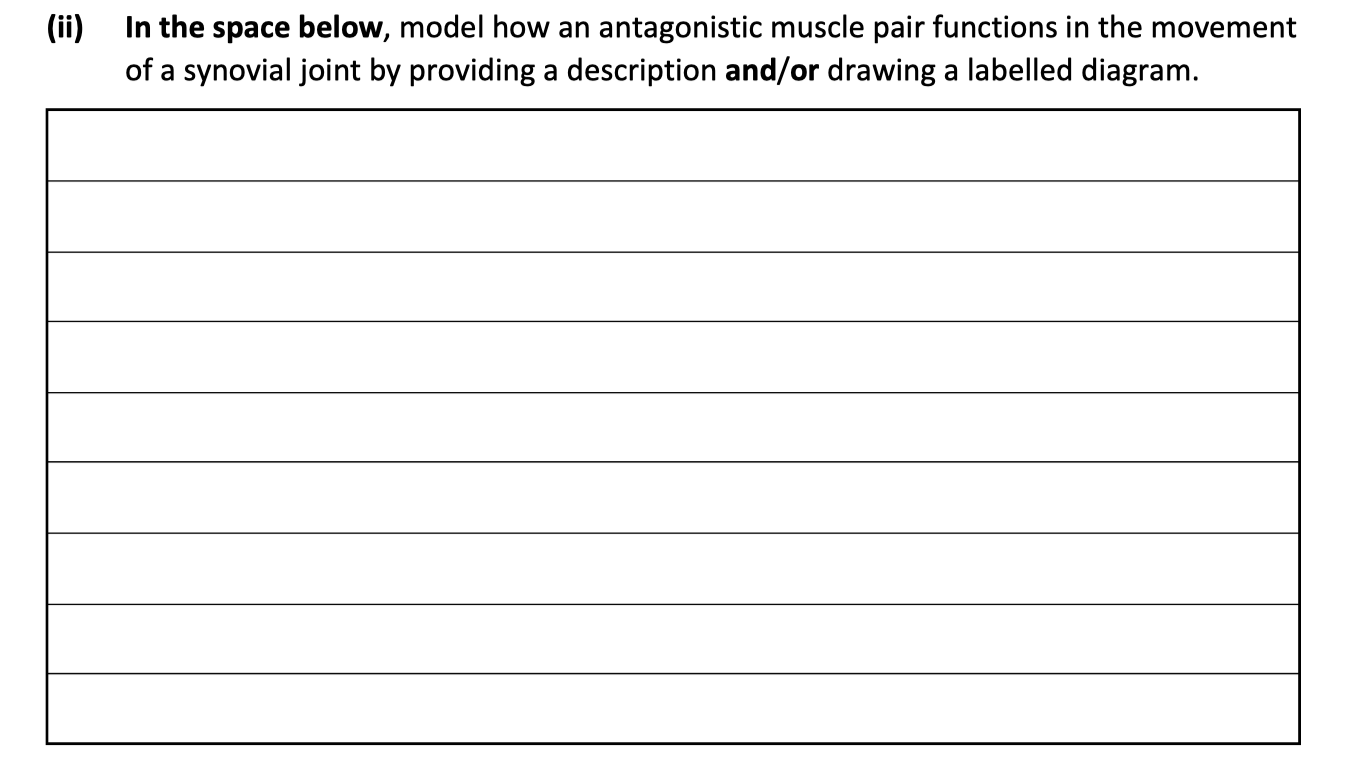 (ii) In the space below, model how an antagonistic muscle pair functions in the movement
of a synovial joint by providing a description and/or drawing a labelled diagram.